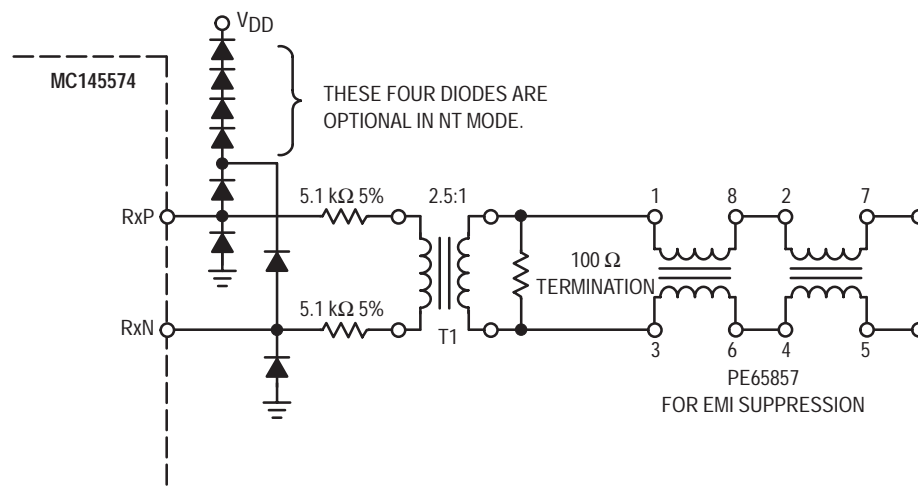 VDD
MC145574
THESE FOUR DIODES ARE
OPTIONAL IN NT MODE.
5.1 kΩ 5%
2.5:1
1
8
2
7
RxP
100 Ω
TERMINATION
5.1 kΩ 5%
RxN
T1
3
6
4
5
PE65857
FOR EMI SUPPRESSION